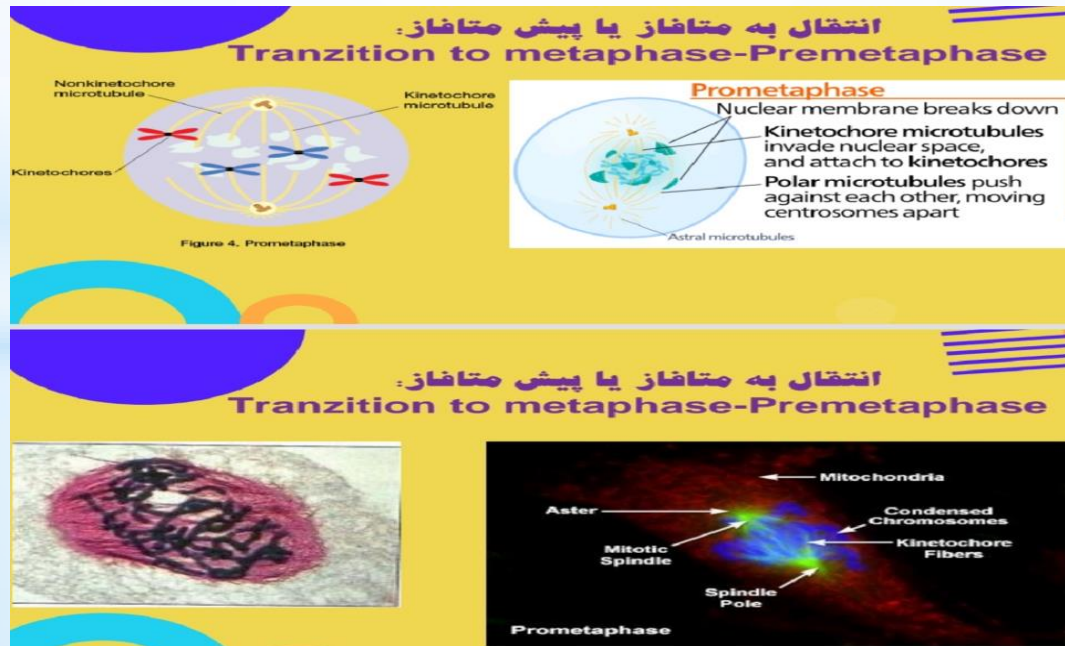 انتقال به متافاز یا پیش متافاز:
Tranzition to metaphase-Premetaphase
Nonkinetochore
microtubule
Kinetochore
microtubule
Kinetochores
Figure 4. Prometaphase
Prometaphase
Nuclear membrane breaks down
Kinetochore microtubules
invade nuclear space,
and attach to kinetochores
Polar microtubules push
against each other, moving
centrosomes apart
Astral microtubules
انتقال به متافاز یا پیش متافاز:
Tranzition to metaphase-Premetaphase
Mitochondria
Aster
Condensed
Chromosomes
Mitotic
Spindle
Kinetochore
Fibers
Spindle
Pole
Prometaphase